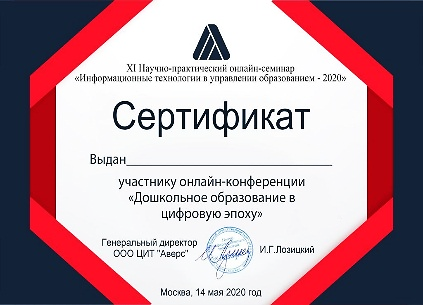 XI Научно-практический онлайн-семинар
«Информационные технологии в управлении образованием - 2020»
Сертификат
Выдан
участнику онлайн-конференции
«Дошкольное образование в
цифровую эпоху»
Генеральный директор
ООО ЦИТ "Аверс"
И.Г.Лозицкий
Москва, 14 мая 2020 год